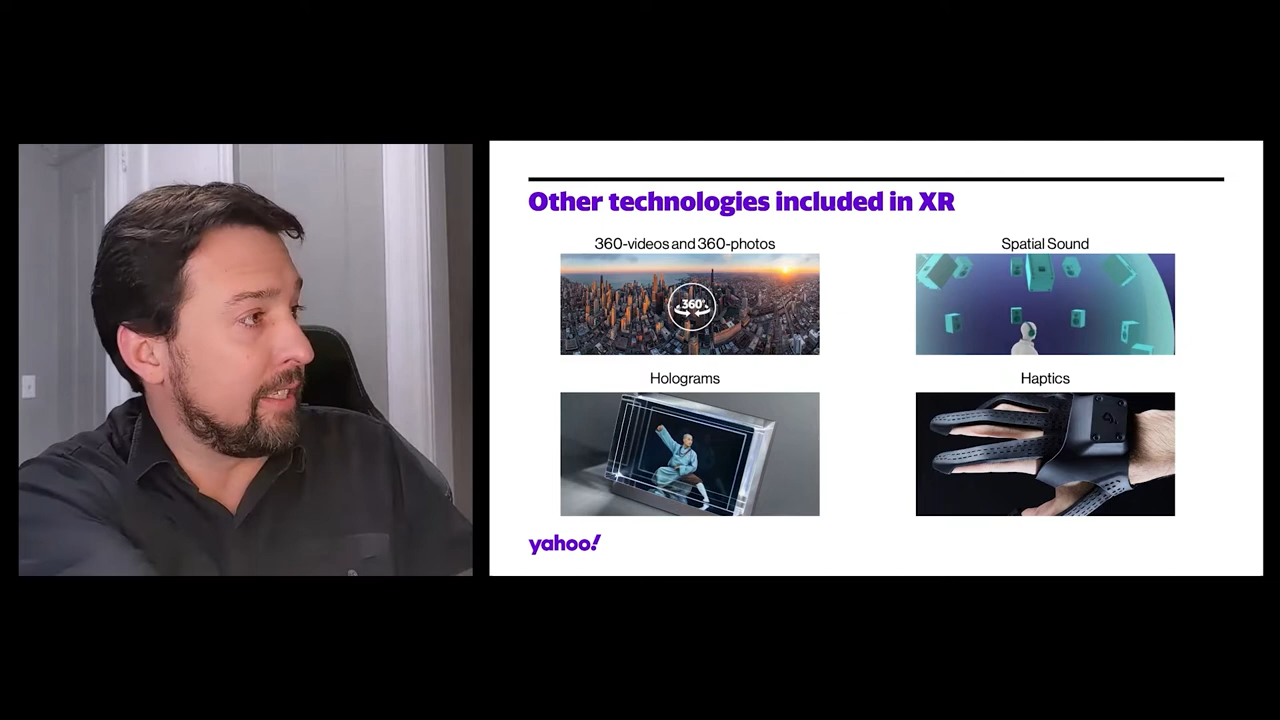 Other technologies included in XR
360-videos and 360-photos
Spatial Sound
360°
Holograms
Haptics
yahoo!